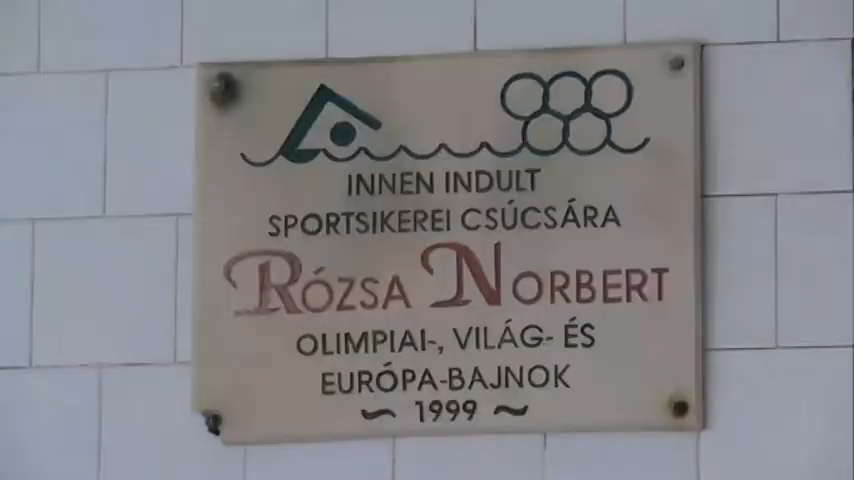 INNEN INDULT
SPORTSIKEREI CSÚCSÁRA
RÓZSA NORBERT
OLIMPIAI-, VILÁG- ÉS
EURÓPA-BAJNOK
~ 1999 ~